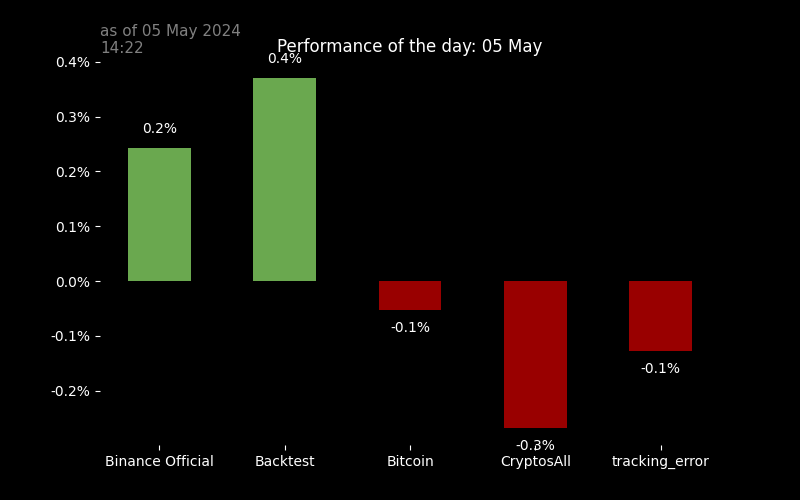 as of 05 May 2024
14:22
Performance of the day: 05 May
0.4%
0.3%
0.2%
0.1%
0.0%
-0.1%
-0.2%
0.2%
0.4%
-0.1%
-0.3%
-0.1%
Binance Official
Backtest
Bitcoin
CryptosAll
tracking_error